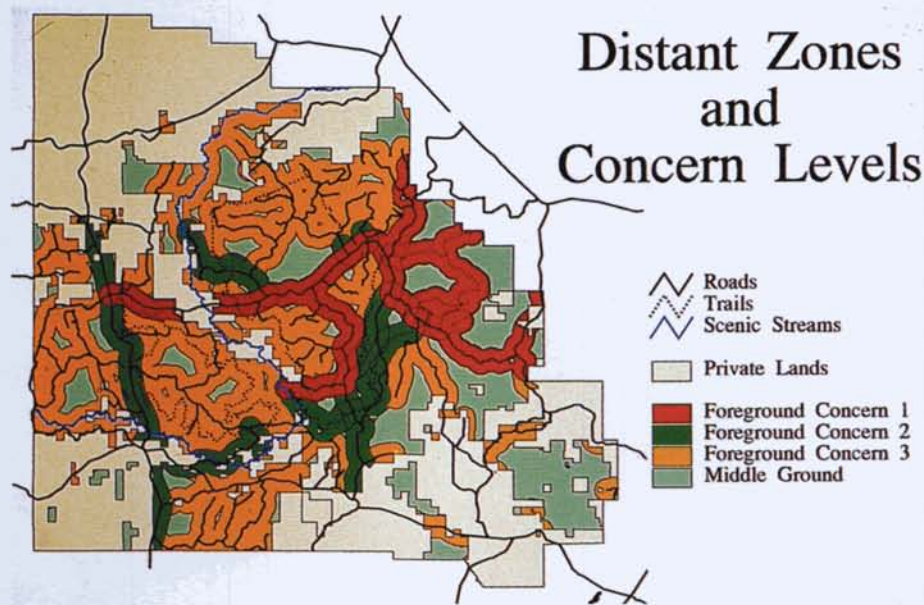 Distant Zones
and
Concern Levels
Roads
Trails
Scenic Streams
Private Lands
Foreground Concern 1
Foreground Concern 2
Foreground Concern 3
Middle Ground